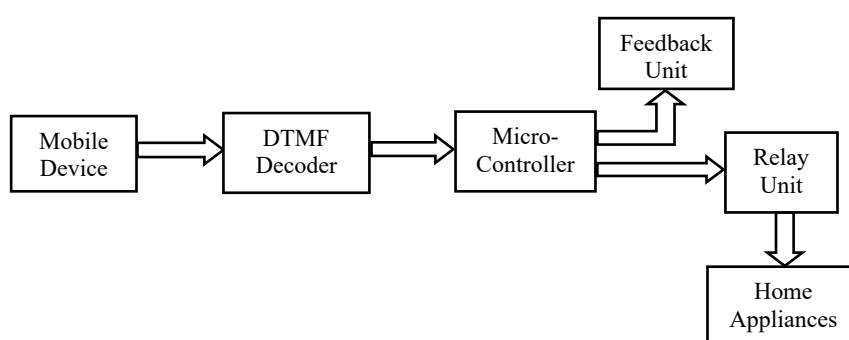 Feedback
Unit
Mobile
Device
DTMF
Decoder
Micro-
Controller
Relay
Unit
Home
Appliances